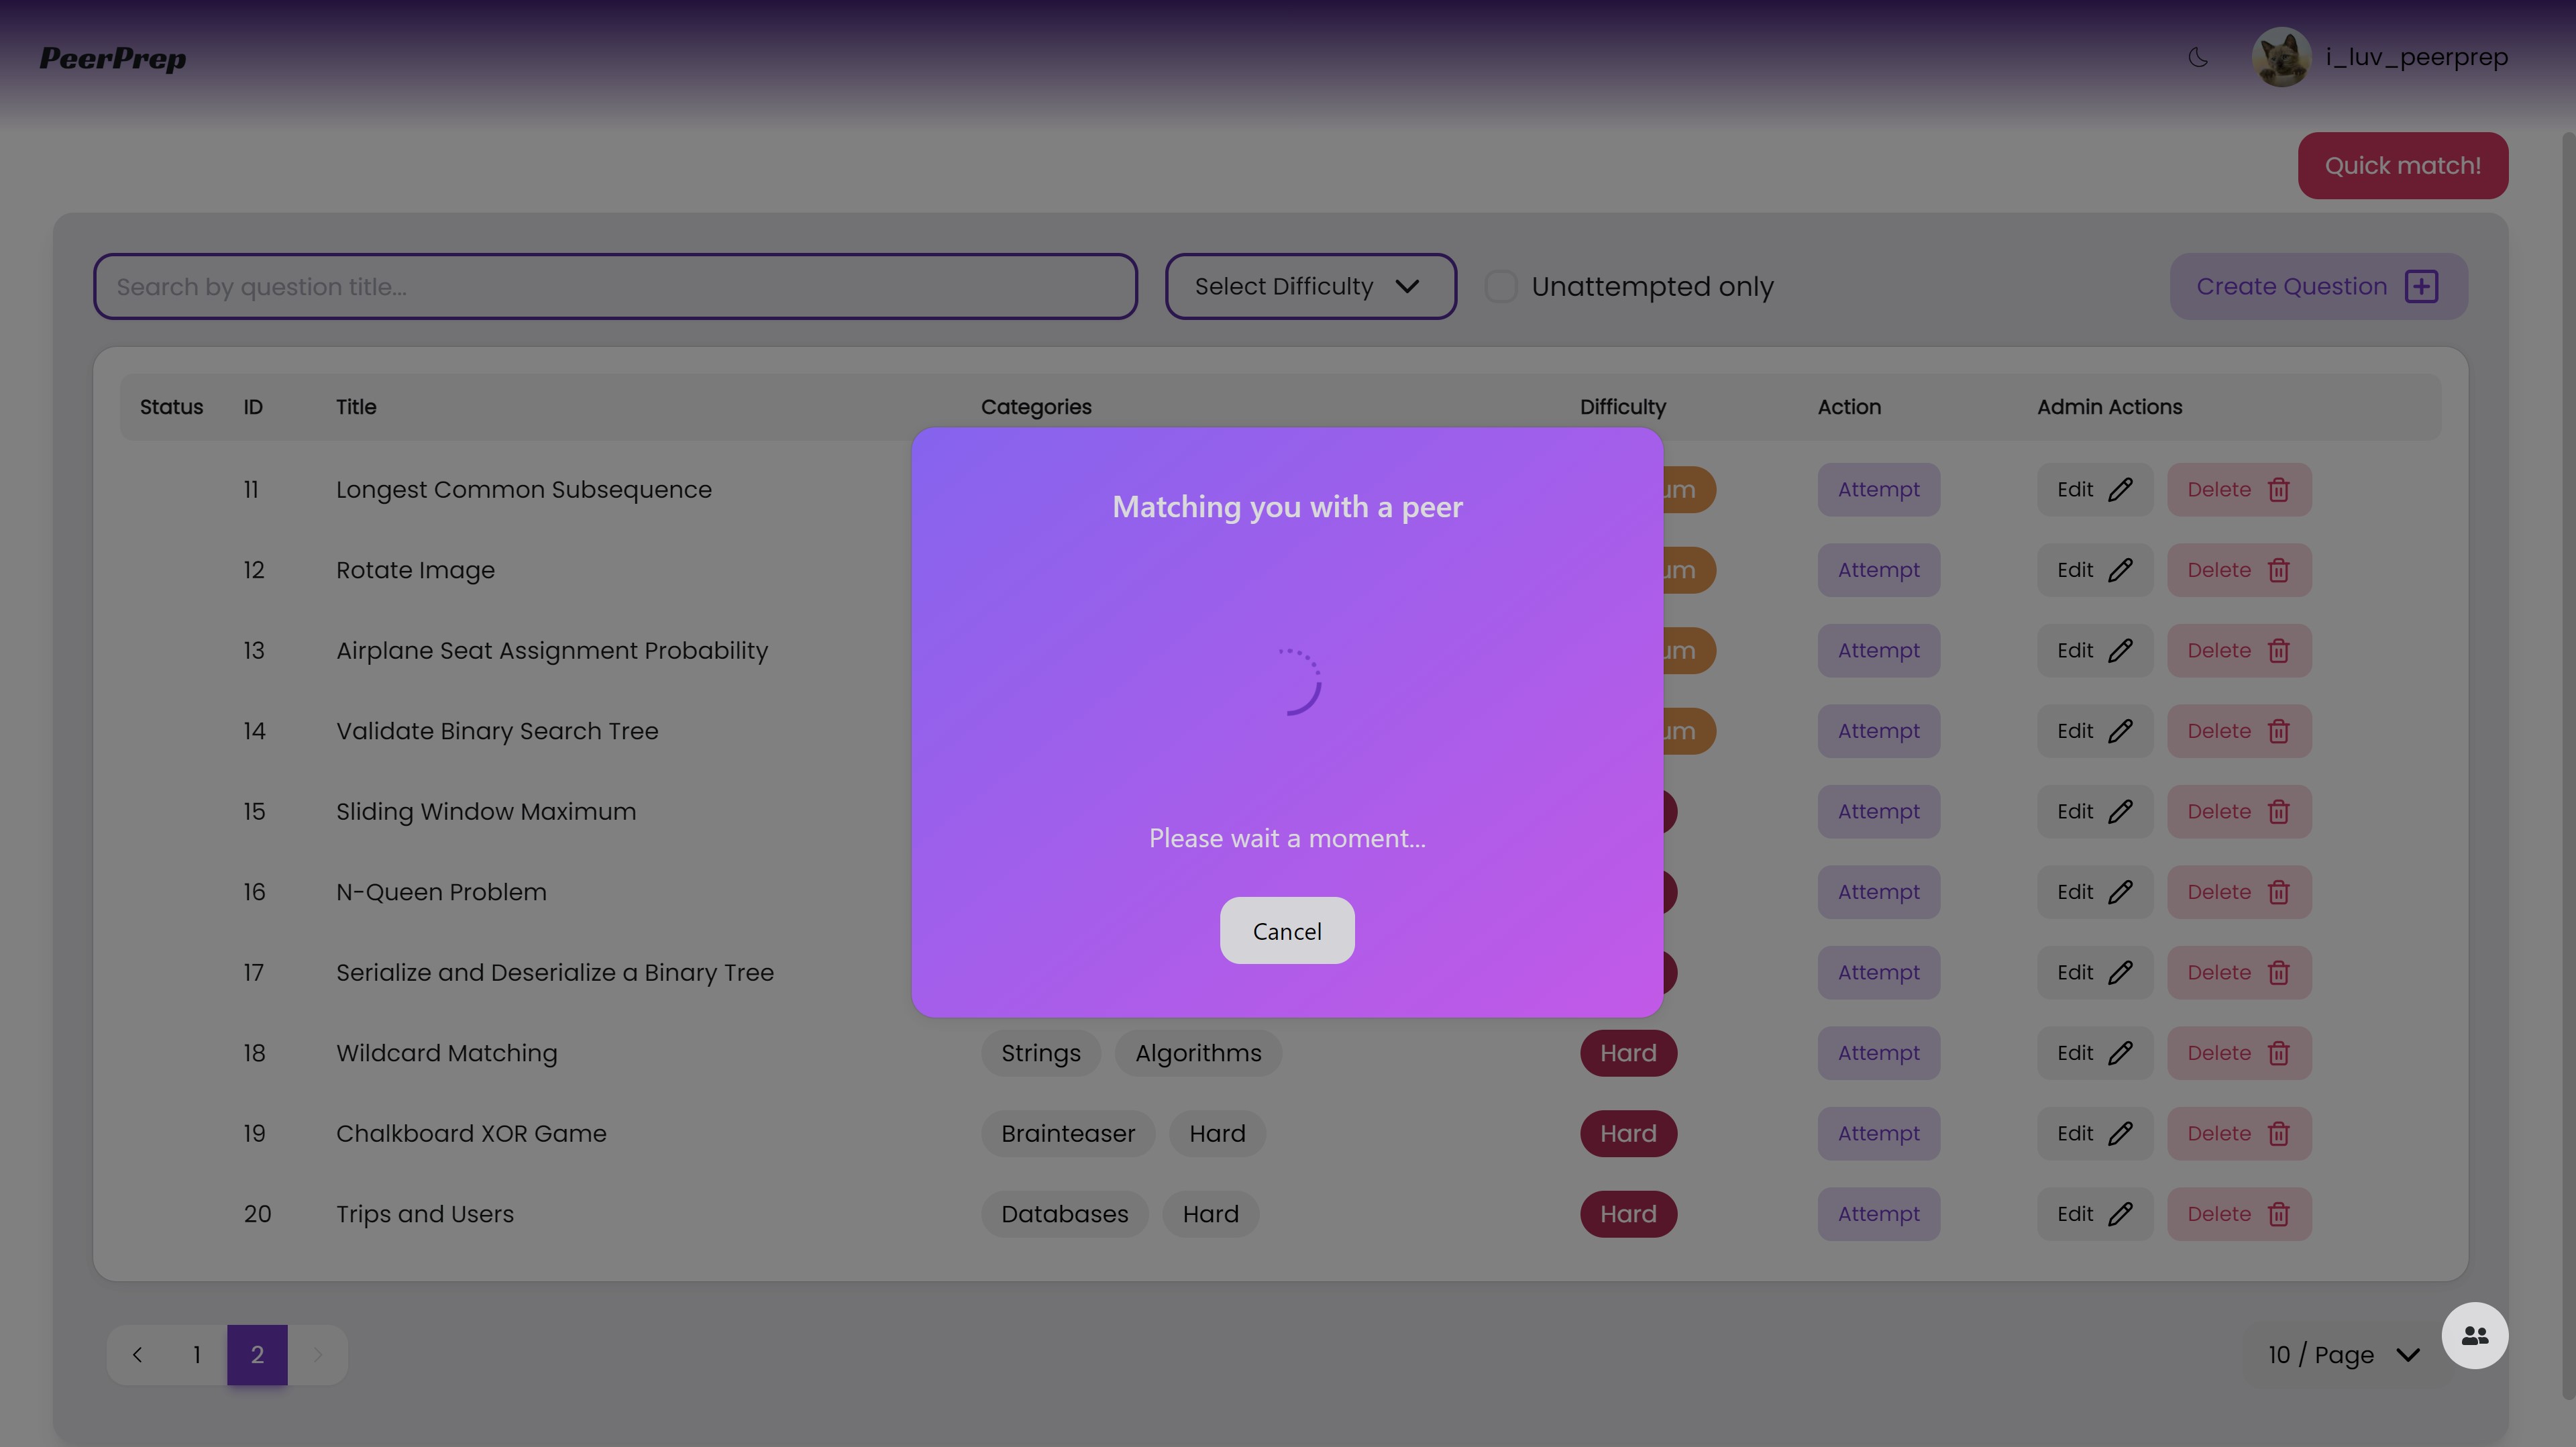 PeerPrep
i_luv_peerprep
Quick match!
Search by question title...
Select Difficulty
Unattempted only
Create Question
Status ID Title Categories Difficulty Action Admin Actions
11 Longest Common Subsequence um Attempt Edit Delete
12 Rotate Image um Attempt Edit Delete
13 Airplane Seat Assignment Probability um Attempt Edit Delete
14 Validate Binary Search Tree um Attempt Edit Delete
15 Sliding Window Maximum Attempt Edit Delete
16 N-Queen Problem Attempt Edit Delete
17 Serialize and Deserialize a Binary Tree Attempt Edit Delete
18 Wildcard Matching Strings Algorithms Hard Attempt Edit Delete
19 Chalkboard XOR Game Brainteaser Hard Hard Attempt Edit Delete
20 Trips and Users Databases Hard Hard Attempt Edit Delete
Matching you with a peer
Please wait a moment...
Cancel
1 2
10 / Page